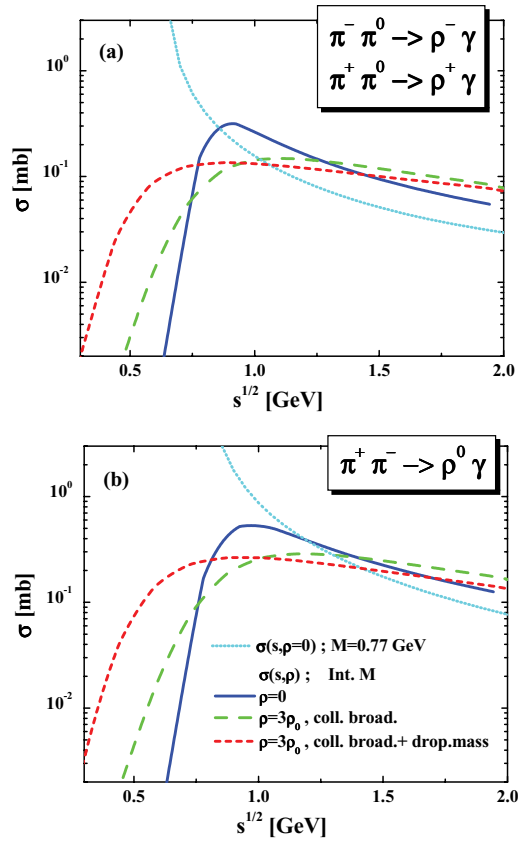 (a)
π⁻ π⁰ -> ρ⁻ γ
π⁺ π⁰ -> ρ⁺ γ
σ [mb]
10⁰
10⁻¹
10⁻²
0.5 1.0 1.5 2.0
s^{1/2} [GeV]
(b)
π⁺ π⁻ -> ρ⁰ γ
σ [mb]
10⁰
10⁻¹
10⁻²
σ(s,ρ=0) ; M=0.77 GeV
σ(s,ρ) ; Int. M
ρ=0
ρ=3ρ₀ , coll. broad.
ρ=3ρ₀ , coll. broad.+ drop.mass
0.5 1.0 1.5 2.0
s^{1/2} [GeV]